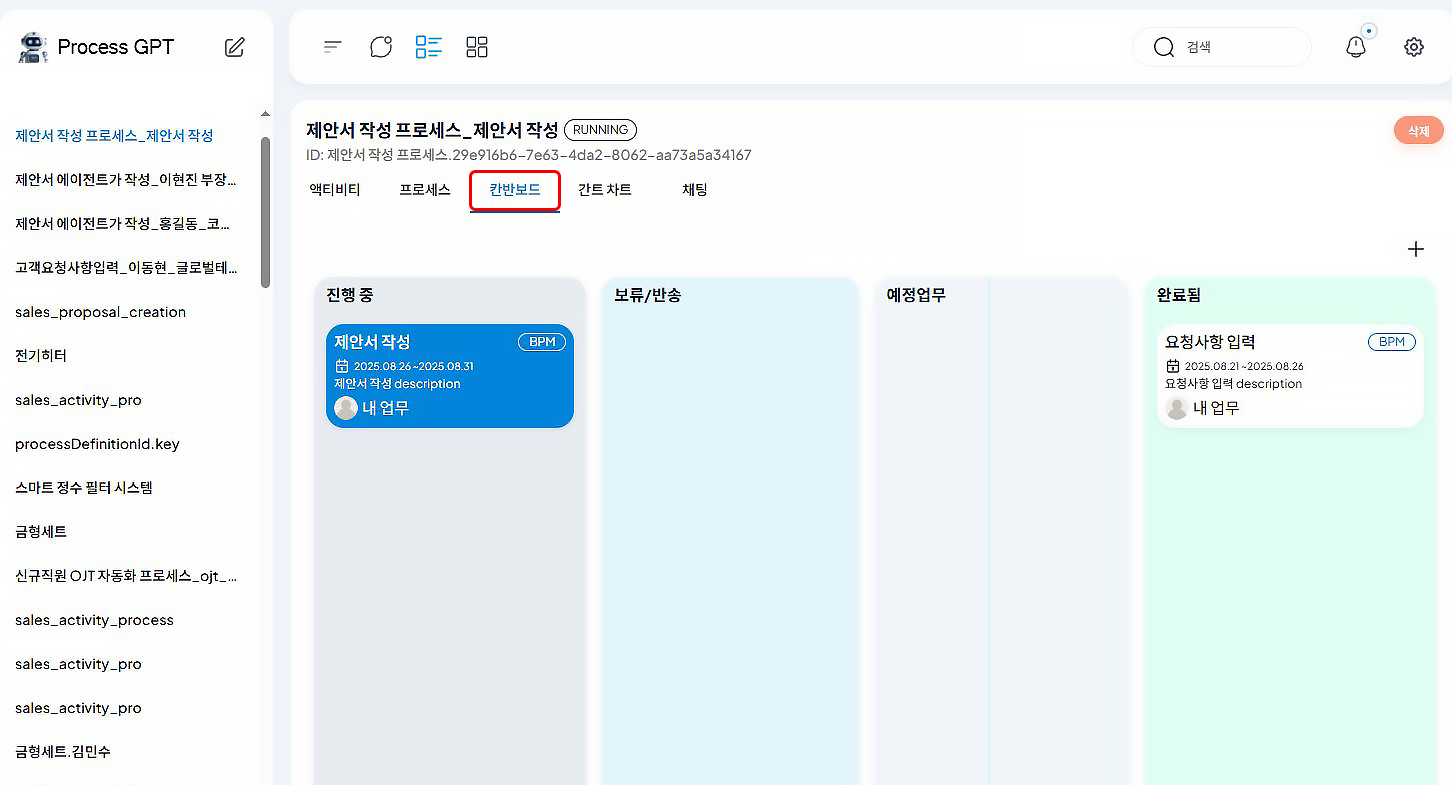 Process GPT
검색
제안서 작성 프로세스_제안서 작성
제안서 에이전트가 작성_이현진 부장...
제안서 에이전트가 작성_홍길동_코...
고객요청사항입력_이동현_글로벌테...
sales_proposal_creation
전기히터
sales_activity_pro
processDefinitionId.key
스마트 정수 필터 시스템
금형세트
신규직원 OJT 자동화 프로세스_ojt_...
sales_activity_process
sales_activity_pro
sales_activity_pro
금형세트.김민수
제안서 작성 프로세스_제안서 작성 RUNNING
삭제
ID: 제안서 작성 프로세스.29e916b6-7e63-4da2-8062-aa73a5a34167
액티비티 프로세스 칸반보드 간트 차트 채팅
진행 중
제안서 작성 BPM
2025.08.26 ~2025.08.31
제안서 작성 description
내 업무
보류/반송
예정업무
완료됨
요청사항 입력 BPM
2025.08.21 ~2025.08.26
요청사항 입력 description
내 업무